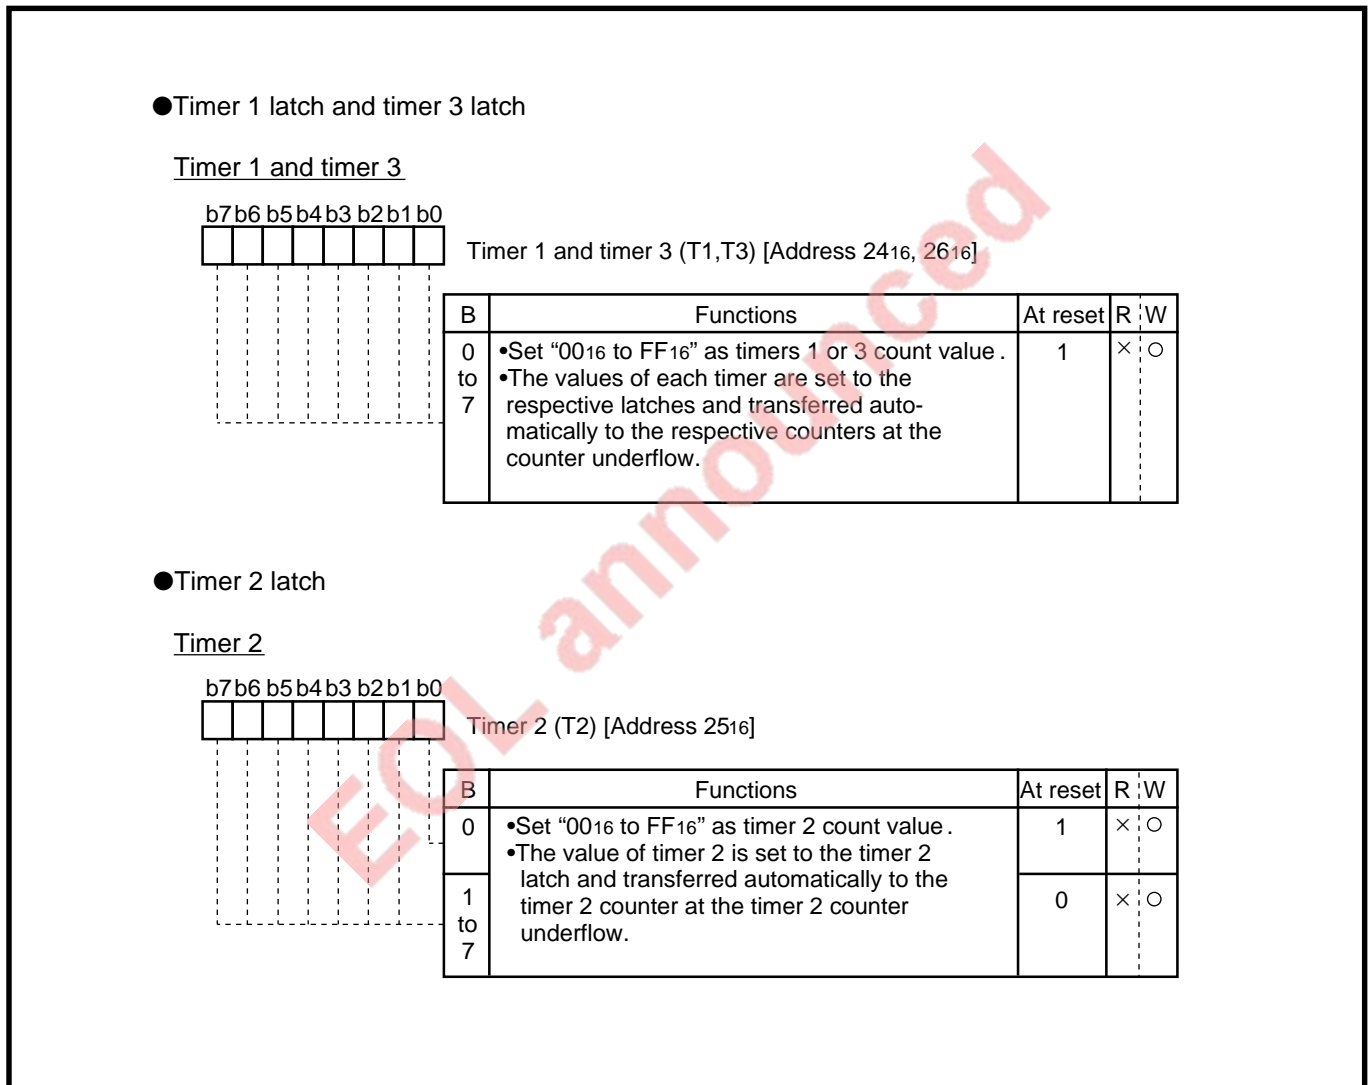 ●Timer 1 latch and timer 3 latch
Timer 1 and timer 3
b7 b6 b5 b4 b3 b2 b1 b0
Timer 1 and timer 3 (T1,T3) [Address 2416, 2616]
B Functions At reset R W
0 •Set “0016 to FF16” as timers 1 or 3 count value. 1 × ○
to •The values of each timer are set to the
7 respective latches and transferred auto-
matically to the respective counters at the
counter underflow.
●Timer 2 latch
Timer 2
b7 b6 b5 b4 b3 b2 b1 b0
Timer 2 (T2) [Address 2516]
B Functions At reset R W
0 •Set “0016 to FF16” as timer 2 count value. 1 × ○
•The value of timer 2 is set to the timer 2
1 latch and transferred automatically to the 0 × ○
to timer 2 counter at the timer 2 counter
7 underflow.
EOL announced